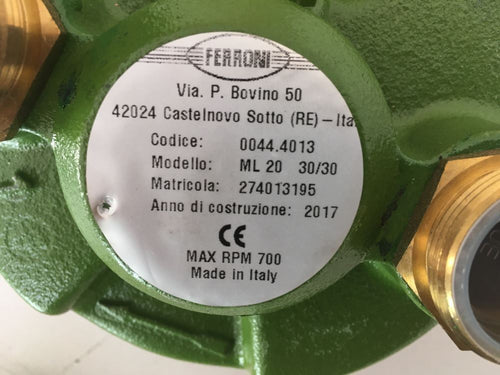 FERRONI
Via. P. Bovino 50
42024 Castelnovo Sotto (RE) – Ita
Codice: 0044.4013
Modello: ML 20 30/30
Matricola: 274013195
Anno di costruzione: 2017
CE
MAX RPM 700
Made in Italy